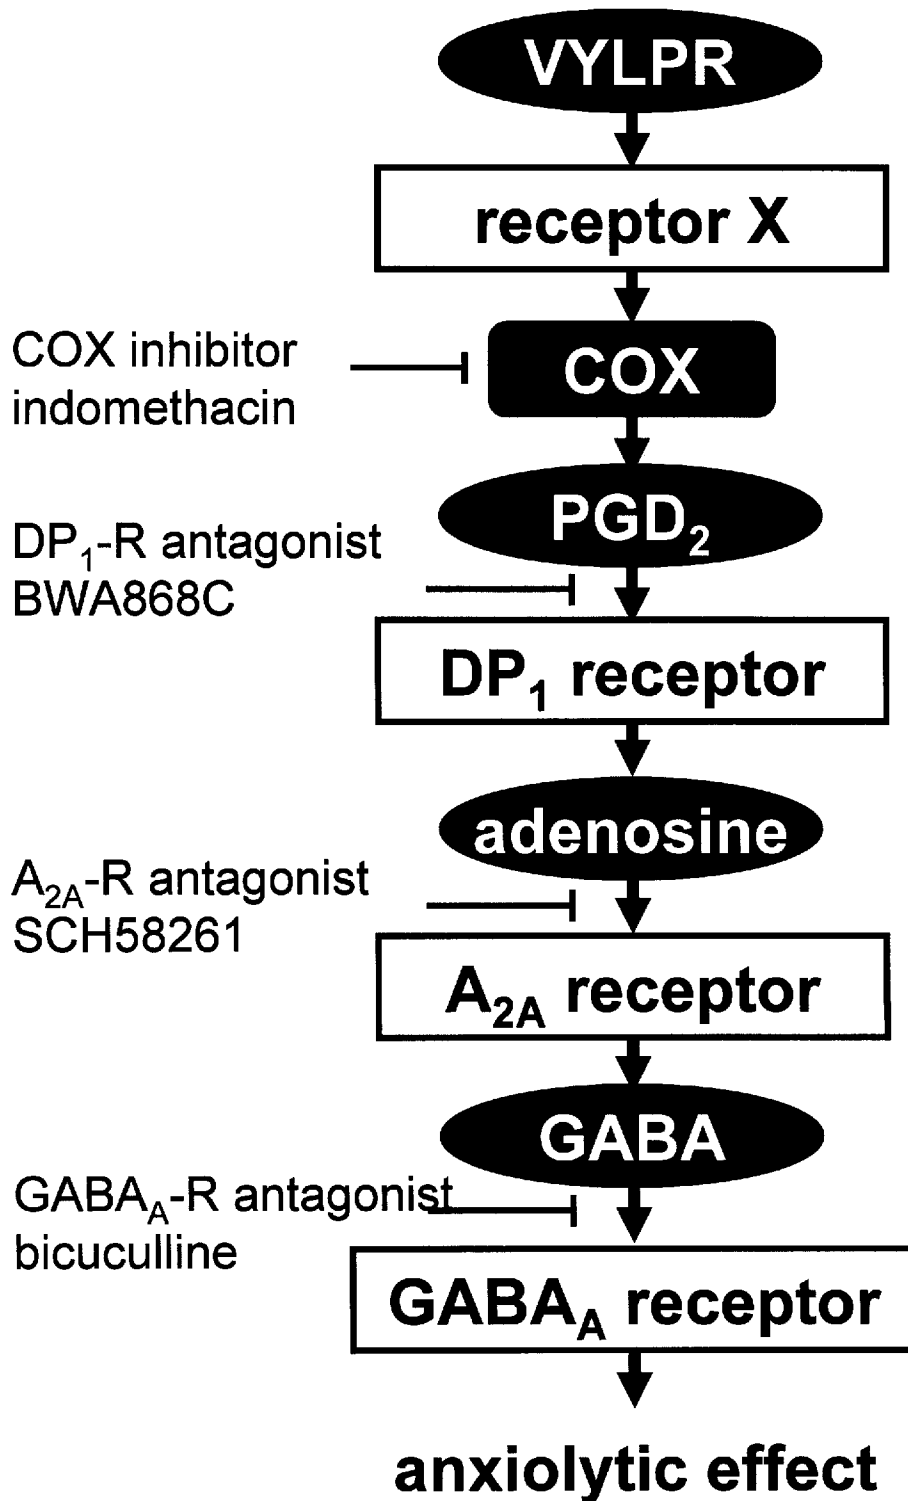 VYLPR
receptor X
COX inhibitor
indomethacin
COX
PGD₂
DP₁-R antagonist
BWA868C
DP₁ receptor
adenosine
A₂A-R antagonist
SCH58261
A₂A receptor
GABA
GABAA-R antagonist
bicuculline
GABAA receptor
anxiolytic effect